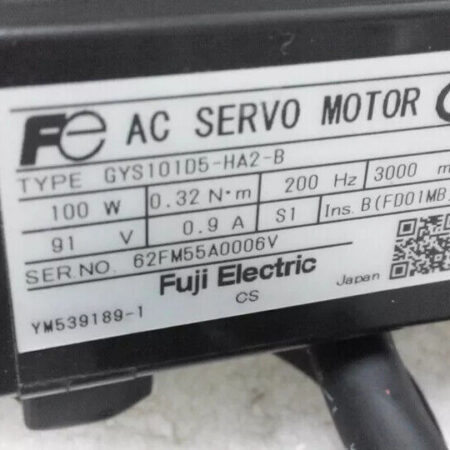 Fe AC SERVO MOTOR
TYPE GYS101D5-HA2-B
100 W 0.32 N·m 200 Hz 3000
91 V 0.9 A S1 Ins. B(FD01MB
SER.NO. 62FM55A0006V
Fuji Electric
CS Japan
YM539189-1